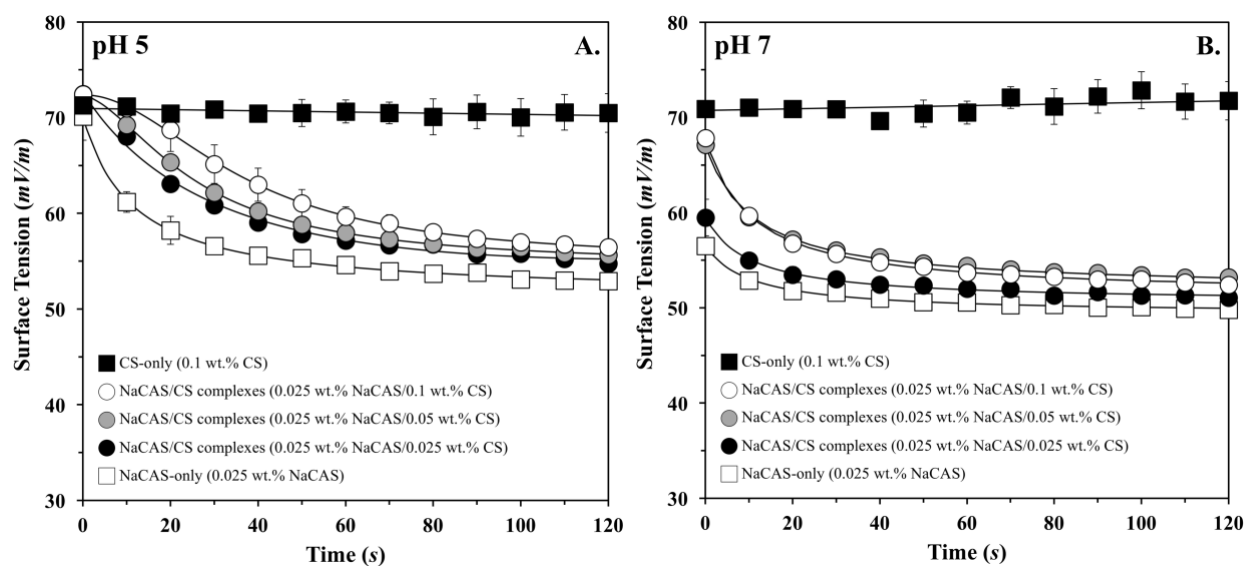 pH 5
A.
80
70
60
50
40
30
Surface Tension (mV/m)
CS-only (0.1 wt.% CS)
NaCAS/CS complexes (0.025 wt.% NaCAS/0.1 wt.% CS)
NaCAS/CS complexes (0.025 wt.% NaCAS/0.05 wt.% CS)
NaCAS/CS complexes (0.025 wt.% NaCAS/0.025 wt.% CS)
NaCAS-only (0.025 wt.% NaCAS)
0 20 40 60 80 100 120
Time (s)
pH 7
B.
80
70
60
50
40
30
Surface Tension (mV/m)
CS-only (0.1 wt.% CS)
NaCAS/CS complexes (0.025 wt.% NaCAS/0.1 wt.% CS)
NaCAS/CS complexes (0.025 wt.% NaCAS/0.05 wt.% CS)
NaCAS/CS complexes (0.025 wt.% NaCAS/0.025 wt.% CS)
NaCAS-only (0.025 wt.% NaCAS)
0 20 40 60 80 100 120
Time (s)